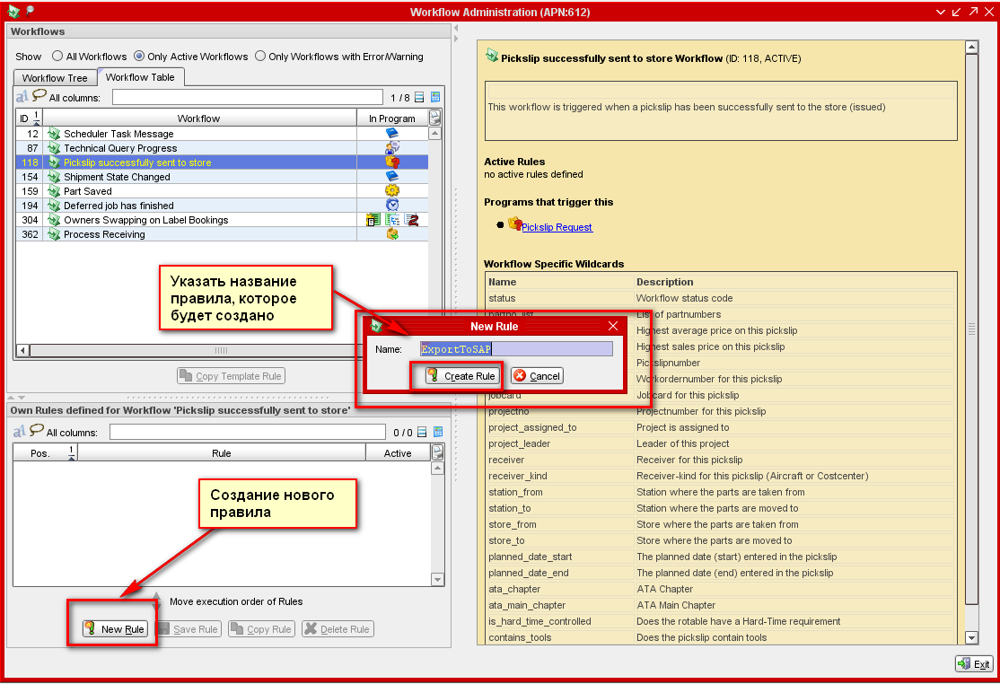 Workflow Administration (APN:612)
Workflows
Show All Workflows Only Active Workflows Only Workflows with Error/Warning
Workflow Tree Workflow Table
All columns: 1 / 8
ID 1 Workflow In Program
12 Scheduler Task Message
87 Technical Query Progress
118 Pickslip successfully sent to store
154 Shipment State Changed
159 Part Saved
194 Deferred job has finished
304 Owners Swapping on Label Bookings
362 Process Receiving
Указать название
правила, которое
будет создано
Copy Template Rule
New Rule
Name: ExportToSAP
Create Rule Cancel
Own Rules defined for Workflow 'Pickslip successfully sent to store'
All columns: 0 / 0
Pos. 1 Rule Active
Создание нового
правила
Move execution order of Rules
New Rule Save Rule Copy Rule Delete Rule
Pickslip successfully sent to store Workflow (ID: 118, ACTIVE)
This workflow is triggered when a pickslip has been successfully sent to the store (issued)
Active Rules
no active rules defined
Programs that trigger this
Pickslip Request
Workflow Specific Wildcards
Name Description
status Workflow status code
List of partnumbers
Highest average price on this pickslip
Highest sales price on this pickslip
Pickslipnumber
Workordernumber for this pickslip
jobcard Jobcard for this pickslip
projectno Projectnumber for this pickslip
project_assigned_to Project is assigned to
project_leader Leader of this project
receiver Receiver for this pickslip
receiver_kind Receiver-kind for this pickslip (Aircraft or Costcenter)
station_from Station where the parts are taken from
station_to Station where the parts are moved to
store_from Store where the parts are taken from
store_to Store where the parts are moved to
planned_date_start The planned date (start) entered in the pickslip
planned_date_end The planned date (end) entered in the pickslip
ata_chapter ATA Chapter
ata_main_chapter ATA Main Chapter
is_hard_time_controlled Does the rotable have a Hard-Time requirement
contains_tools Does the pickslip contain tools
Exit